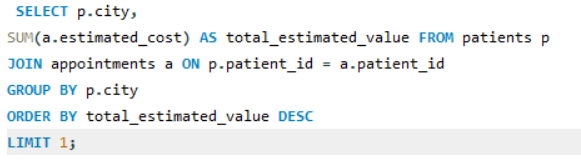 SELECT p.city,
SUM(a.estimated_cost) AS total_estimated_value FROM patients p
JOIN appointments a ON p.patient_id = a.patient_id
GROUP BY p.city
ORDER BY total_estimated_value DESC
LIMIT 1;